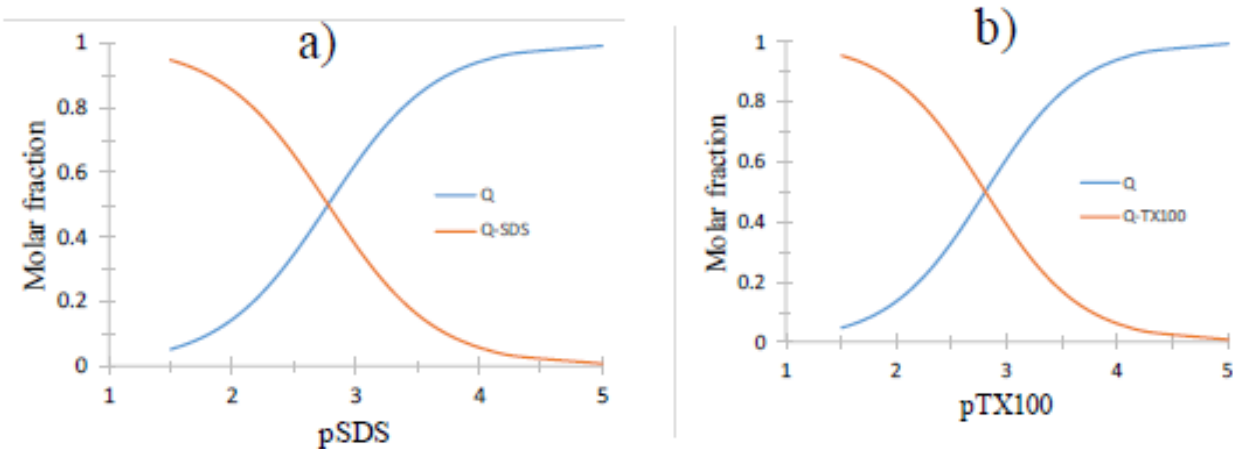 a)
1
0.8
0.6
0.4
0.2
0
Molar fraction
Q
Q-SDS
1 2 3 4 5
pSDS
b)
1
0.8
0.6
0.4
0.2
0
Molar fraction
Q
Q-TX100
1 2 3 4 5
pTX100